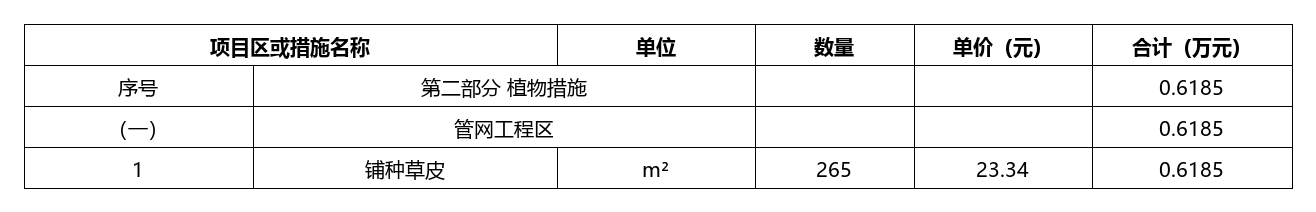 项目区或措施名称 单位 数量 单价（元） 合计（万元）
序号 第二部分 植物措施 0.6185
(一) 管网工程区 0.6185
1 铺种草皮 m² 265 23.34 0.6185